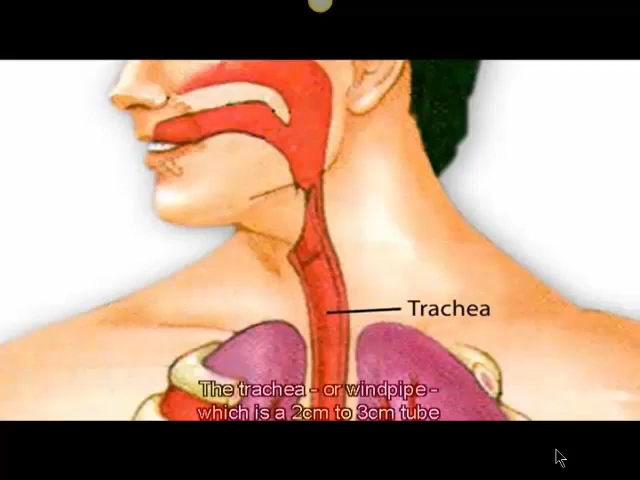 Trachea
The trachea - or windpipe -
which is a 2cm to 3cm tube